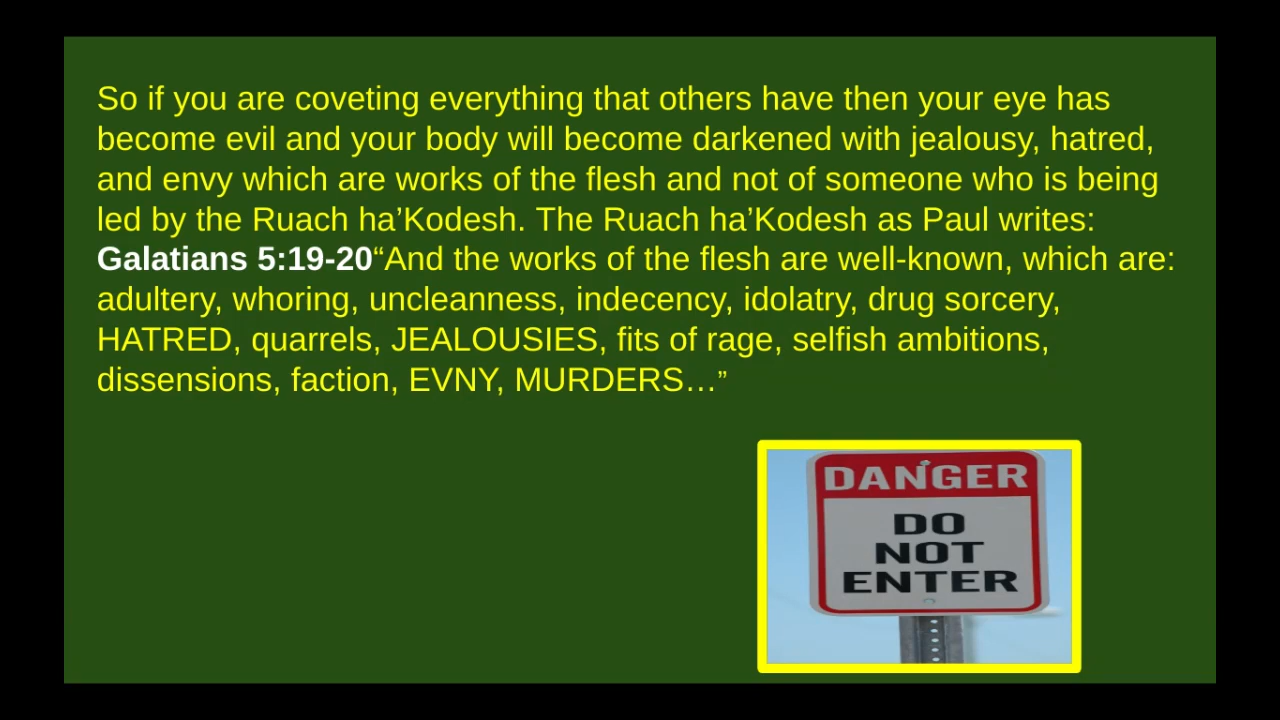 So if you are coveting everything that others have then your eye has
become evil and your body will become darkened with jealousy, hatred,
and envy which are works of the flesh and not of someone who is being
led by the Ruach ha’Kodesh. The Ruach ha’Kodesh as Paul writes:
Galatians 5:19-20“And the works of the flesh are well-known, which are:
adultery, whoring, uncleanness, indecency, idolatry, drug sorcery,
HATRED, quarrels, JEALOUSIES, fits of rage, selfish ambitions,
dissensions, faction, EVNY, MURDERS…”
DANGER
DO
NOT
ENTER